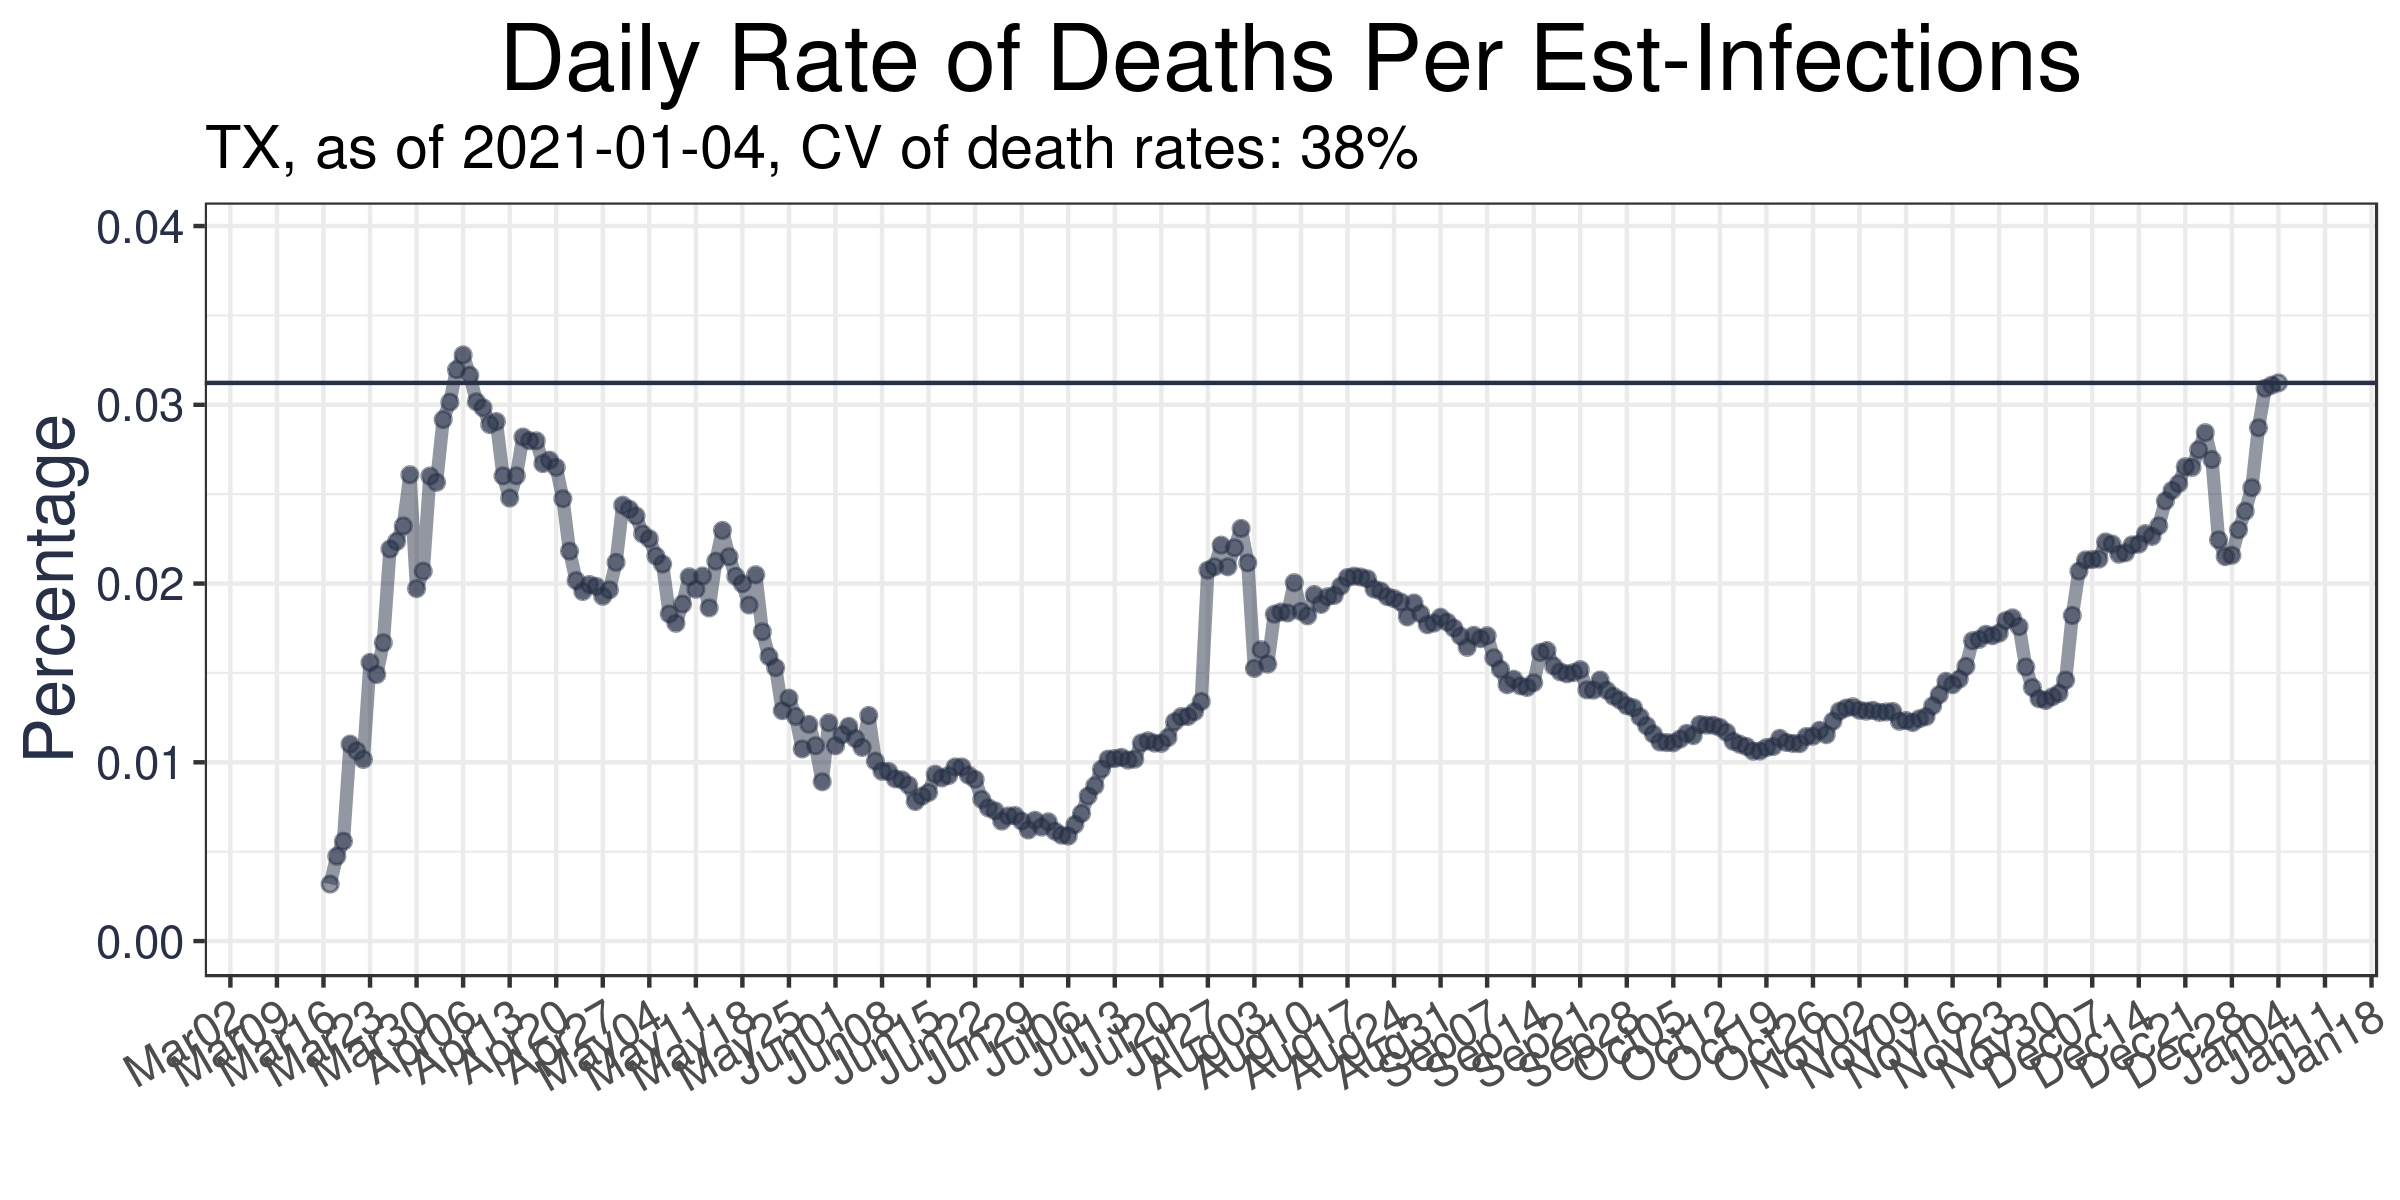 Daily Rate of Deaths Per Est-Infections
TX, as of 2021-01-04, CV of death rates: 38%
Percentage
0.04
0.03
0.02
0.01
0.00
Mar02
Mar09
Mar16
Mar23
Mar30
Apr06
Apr13
Apr20
Apr27
May04
May11
May18
May25
Jun01
Jun08
Jun15
Jun22
Jun29
Jul06
Jul13
Jul20
Jul27
Aug03
Aug10
Aug17
Aug24
Aug31
Sep07
Sep14
Sep21
Sep28
Oct05
Oct12
Oct19
Oct26
Nov02
Nov09
Nov16
Nov23
Nov30
Dec07
Dec14
Dec21
Dec28
Jan04
Jan11
Jan18